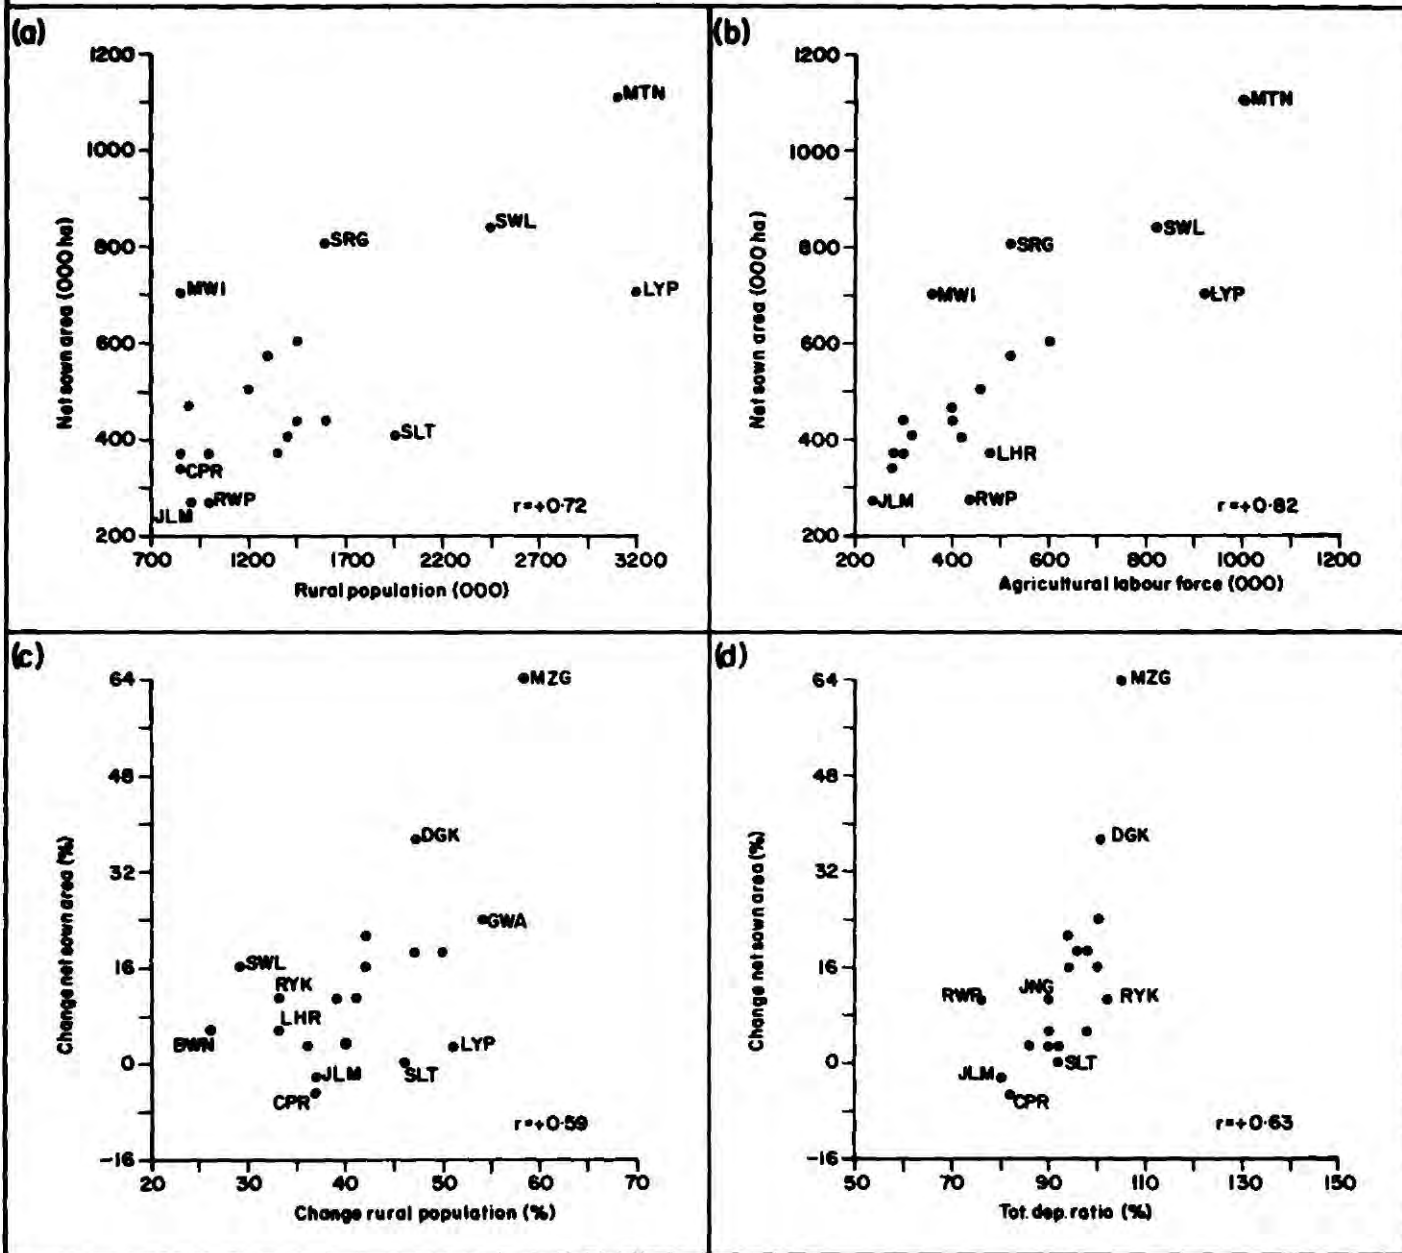 (a)
1200
1000
800
600
400
200
Net sown area (000 ha)
MTN
SWL
SRG
LYP
MWI
SLT
CPR
RWP
JLM
r=+0·72
700 1200 1700 2200 2700 3200
Rural population (000)
(b)
1200
1000
800
600
400
200
Net sown area (000 ha)
MTN
SWL
SRG
LYP
MWI
LHR
JLM
RWP
r=+0·82
200 400 600 800 1000 1200
Agricultural labour force (000)
(c)
64
48
32
16
0
-16
Change net sown area (%)
MZG
DGK
GWA
SWL
RYK
LHR
BWN
LYP
JLM
SLT
CPR
r=+0·59
20 30 40 50 60 70
Change rural population (%)
(d)
64
48
32
16
0
-16
Change net sown area (%)
MZG
DGK
JNG
RWP
RYK
SLT
JLM
CPR
r=+0·63
50 70 90 110 130 150
Tot. dep. ratio (%)